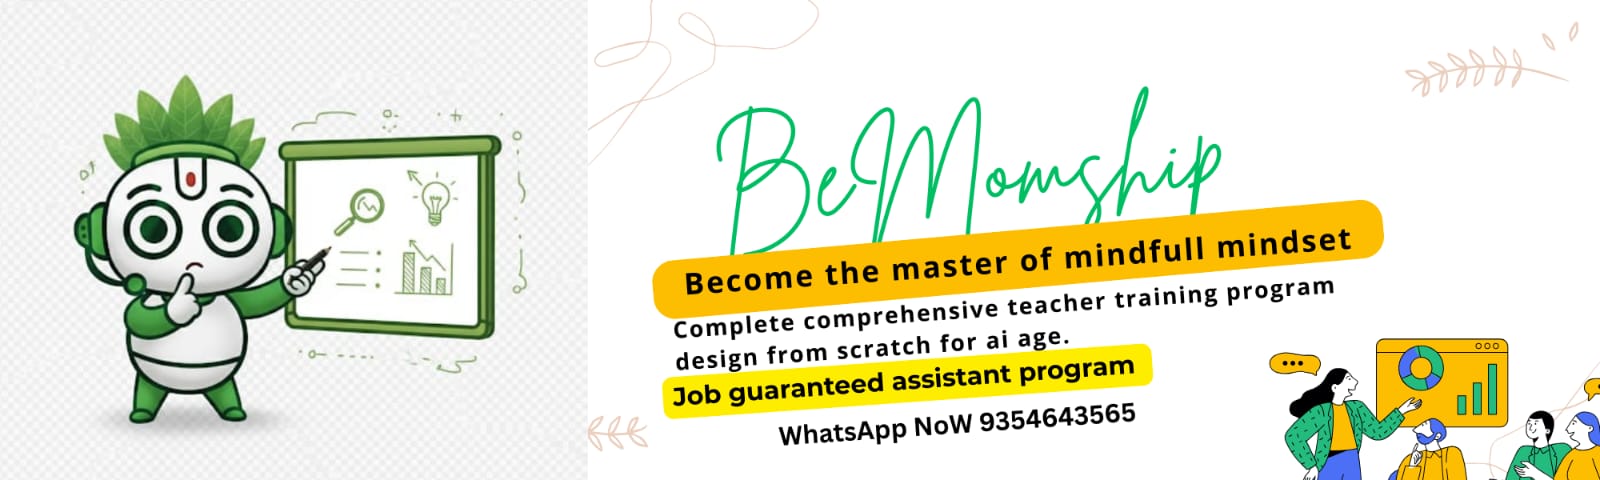 BeMomship
Become the master of mindfull mindset
Complete comprehensive teacher training program
design from scratch for ai age.
Job guaranteed assistant program
WhatsApp NoW 9354643565